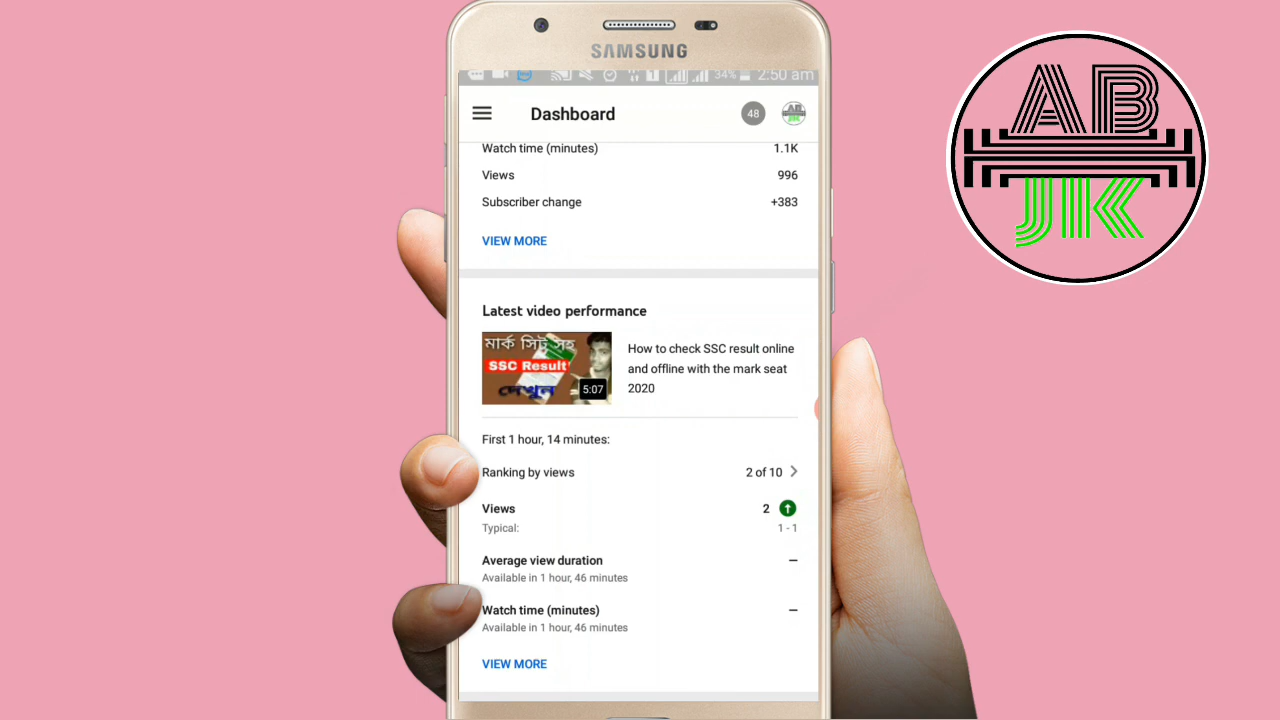 SAMSUNG
34% 2:50 am
Dashboard
48
AB
JK
Watch time (minutes) 1.1K
Views 996
Subscriber change +383
VIEW MORE
Latest video performance
মার্ক সিট সহ
SSC Result
দেখুন
5:07
How to check SSC result online
and offline with the mark seat
2020
First 1 hour, 14 minutes:
Ranking by views 2 of 10
Views 2
Typical: 1 - 1
Average view duration –
Available in 1 hour, 46 minutes
Watch time (minutes) –
Available in 1 hour, 46 minutes
VIEW MORE
AB
JK